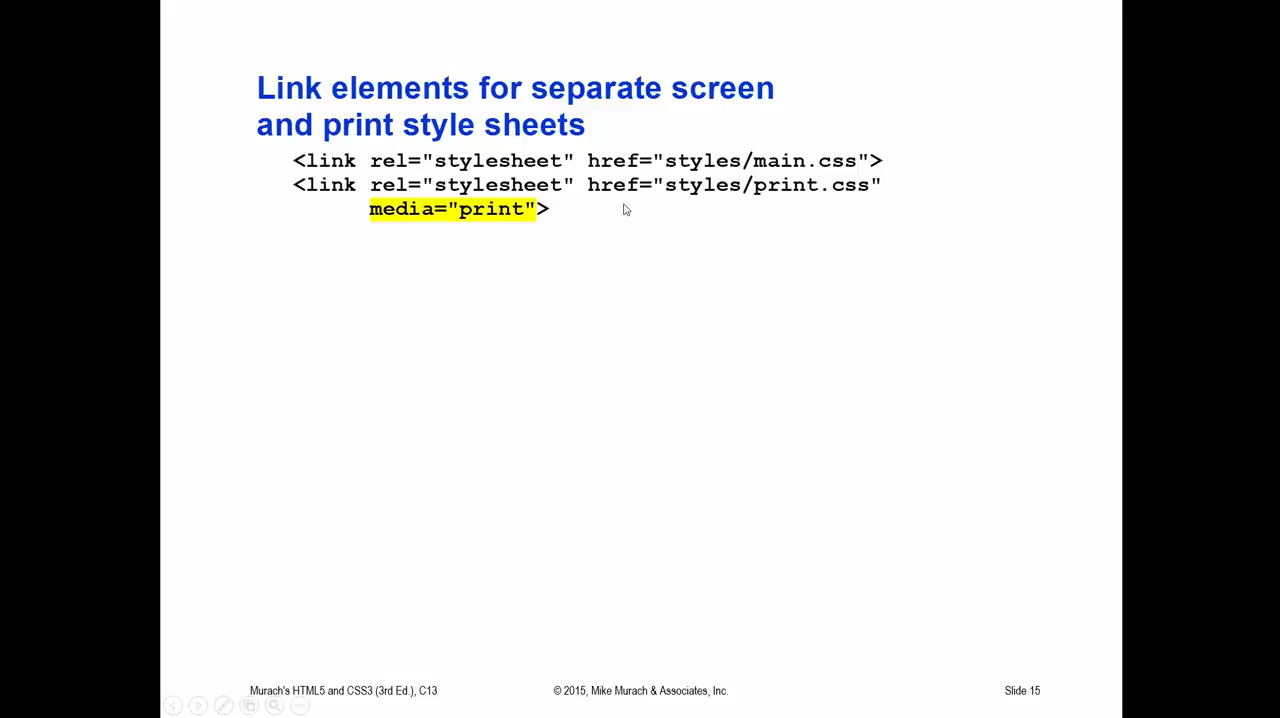 Link elements for separate screen
and print style sheets
<link rel="stylesheet" href="styles/main.css">
<link rel="stylesheet" href="styles/print.css"
media="print">
Murach's HTML5 and CSS3 (3rd Ed.), C13
© 2015, Mike Murach & Associates, Inc.
Slide 15